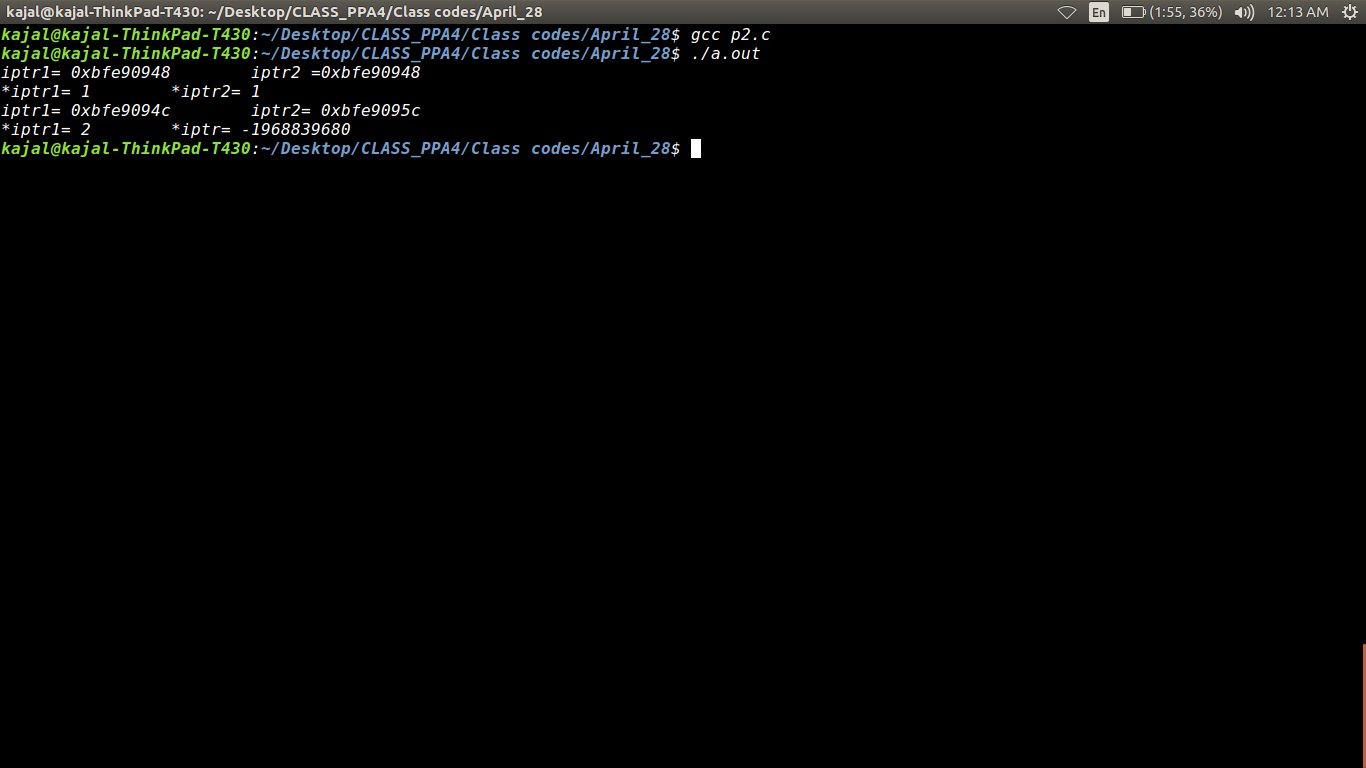 kajal@kajal-ThinkPad-T430: ~/Desktop/CLASS_PPA4/Class codes/April_28 En (1:55, 36%) 12:13 AM
kajal@kajal-ThinkPad-T430:~/Desktop/CLASS_PPA4/Class codes/April_28$ gcc p2.c
kajal@kajal-ThinkPad-T430:~/Desktop/CLASS_PPA4/Class codes/April_28$ ./a.out
iptr1= 0xbfe90948        iptr2 =0xbfe90948
*iptr1= 1        *iptr2= 1
iptr1= 0xbfe9094c        iptr2= 0xbfe9095c
*iptr1= 2        *iptr= -1968839680
kajal@kajal-ThinkPad-T430:~/Desktop/CLASS_PPA4/Class codes/April_28$